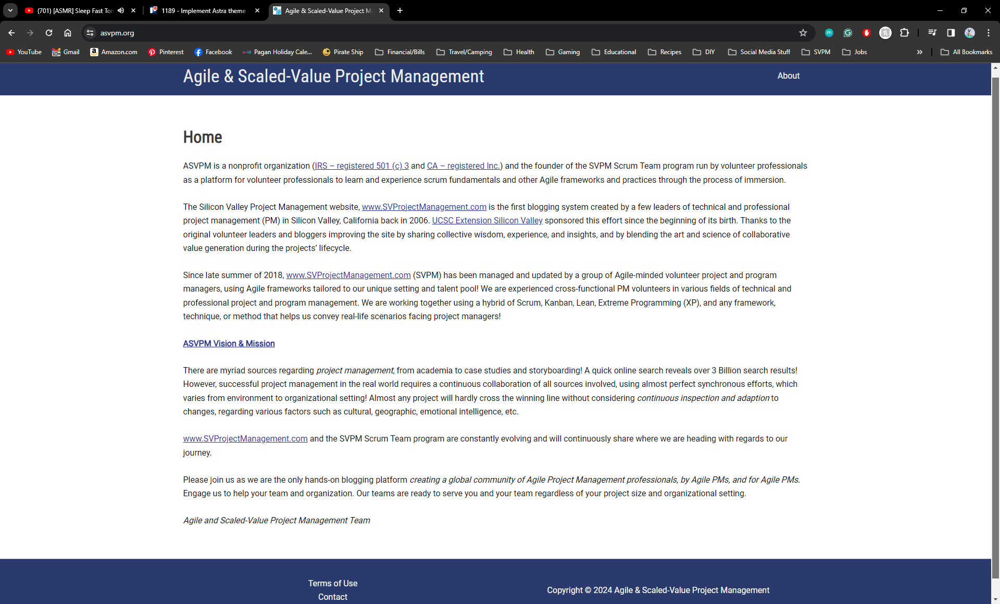 (701) [ASMR] Sleep Fast
1189 - Implement Astra theme
Agile & Scaled-Value Project M
asvpm.org
YouTube
Gmail
Amazon.com
Pinterest
Facebook
Pagan Holiday Cale...
Pirate Ship
Financial/Bills
Travel/Camping
Health
Gaming
Educational
Recipes
DIY
Social Media Stuff
SVPM
Jobs
All Bookmarks
Agile & Scaled-Value Project Management
About
Home
ASVPM is a nonprofit organization (IRS – registered 501 (c) 3 and CA – registered Inc.) and the founder of the SVPM Scrum Team program run by volunteer professionals
as a platform for volunteer professionals to learn and experience scrum fundamentals and other Agile frameworks and practices through the process of immersion.
The Silicon Valley Project Management website, www.SVProjectManagement.com is the first blogging system created by a few leaders of technical and professional
project management (PM) in Silicon Valley, California back in 2006. UCSC Extension Silicon Valley sponsored this effort since the beginning of its birth. Thanks to the
original volunteer leaders and bloggers improving the site by sharing collective wisdom, experience, and insights, and by blending the art and science of collaborative
value generation during the projects’ lifecycle.
Since late summer of 2018, www.SVProjectManagement.com (SVPM) has been managed and updated by a group of Agile-minded volunteer project and program
managers, using Agile frameworks tailored to our unique setting and talent pool! We are experienced cross-functional PM volunteers in various fields of technical and
professional project and program management. We are working together using a hybrid of Scrum, Kanban, Lean, Extreme Programming (XP), and any framework,
technique, or method that helps us convey real-life scenarios facing project managers!
ASVPM Vision & Mission
There are myriad sources regarding project management, from academia to case studies and storyboarding! A quick online search reveals over 3 Billion search results!
However, successful project management in the real world requires a continuous collaboration of all sources involved, using almost perfect synchronous efforts, which
varies from environment to organizational setting! Almost any project will hardly cross the winning line without considering continuous inspection and adaption to
changes, regarding various factors such as cultural, geographic, emotional intelligence, etc.
www.SVProjectManagement.com and the SVPM Scrum Team program are constantly evolving and will continuously share where we are heading with regards to our
journey.
Please join us as we are the only hands-on blogging platform creating a global community of Agile Project Management professionals, by Agile PMs, and for Agile PMs.
Engage us to help your team and organization. Our teams are ready to serve you and your team regardless of your project size and organizational setting.
Agile and Scaled-Value Project Management Team
Terms of Use
Contact
Copyright © 2024 Agile & Scaled-Value Project Management